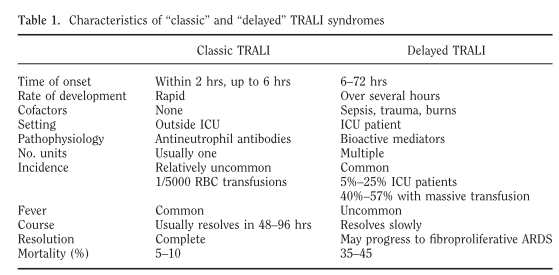 Table 1. Characteristics of “classic” and “delayed” TRALI syndromes
Classic TRALI Delayed TRALI
Time of onset Within 2 hrs, up to 6 hrs 6–72 hrs
Rate of development Rapid Over several hours
Cofactors None Sepsis, trauma, burns
Setting Outside ICU ICU patient
Pathophysiology Antineutrophil antibodies Bioactive mediators
No. units Usually one Multiple
Incidence Relatively uncommon Common
1/5000 RBC transfusions 5%–25% ICU patients
40%–57% with massive transfusion
Fever Common Uncommon
Course Usually resolves in 48–96 hrs Resolves slowly
Resolution Complete May progress to fibroproliferative ARDS
Mortality (%) 5–10 35–45